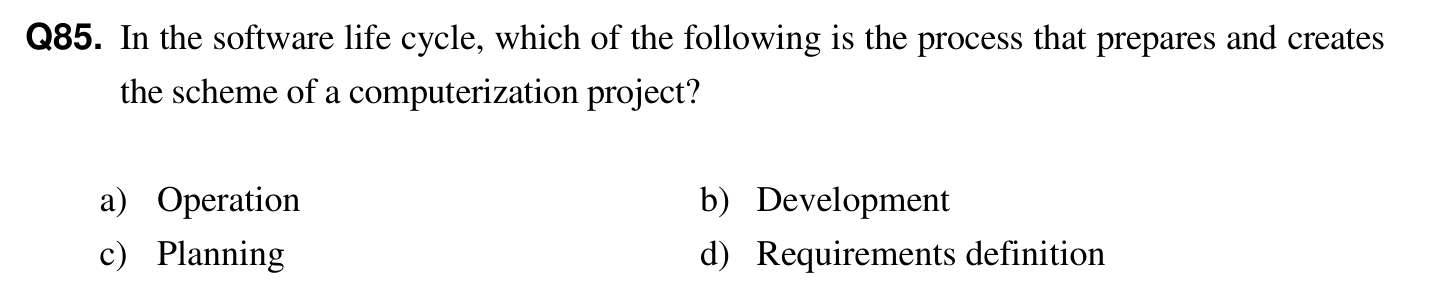 Q85. In the software life cycle, which of the following is the process that prepares and creates
the scheme of a computerization project?
a) Operation b) Development
c) Planning d) Requirements definition